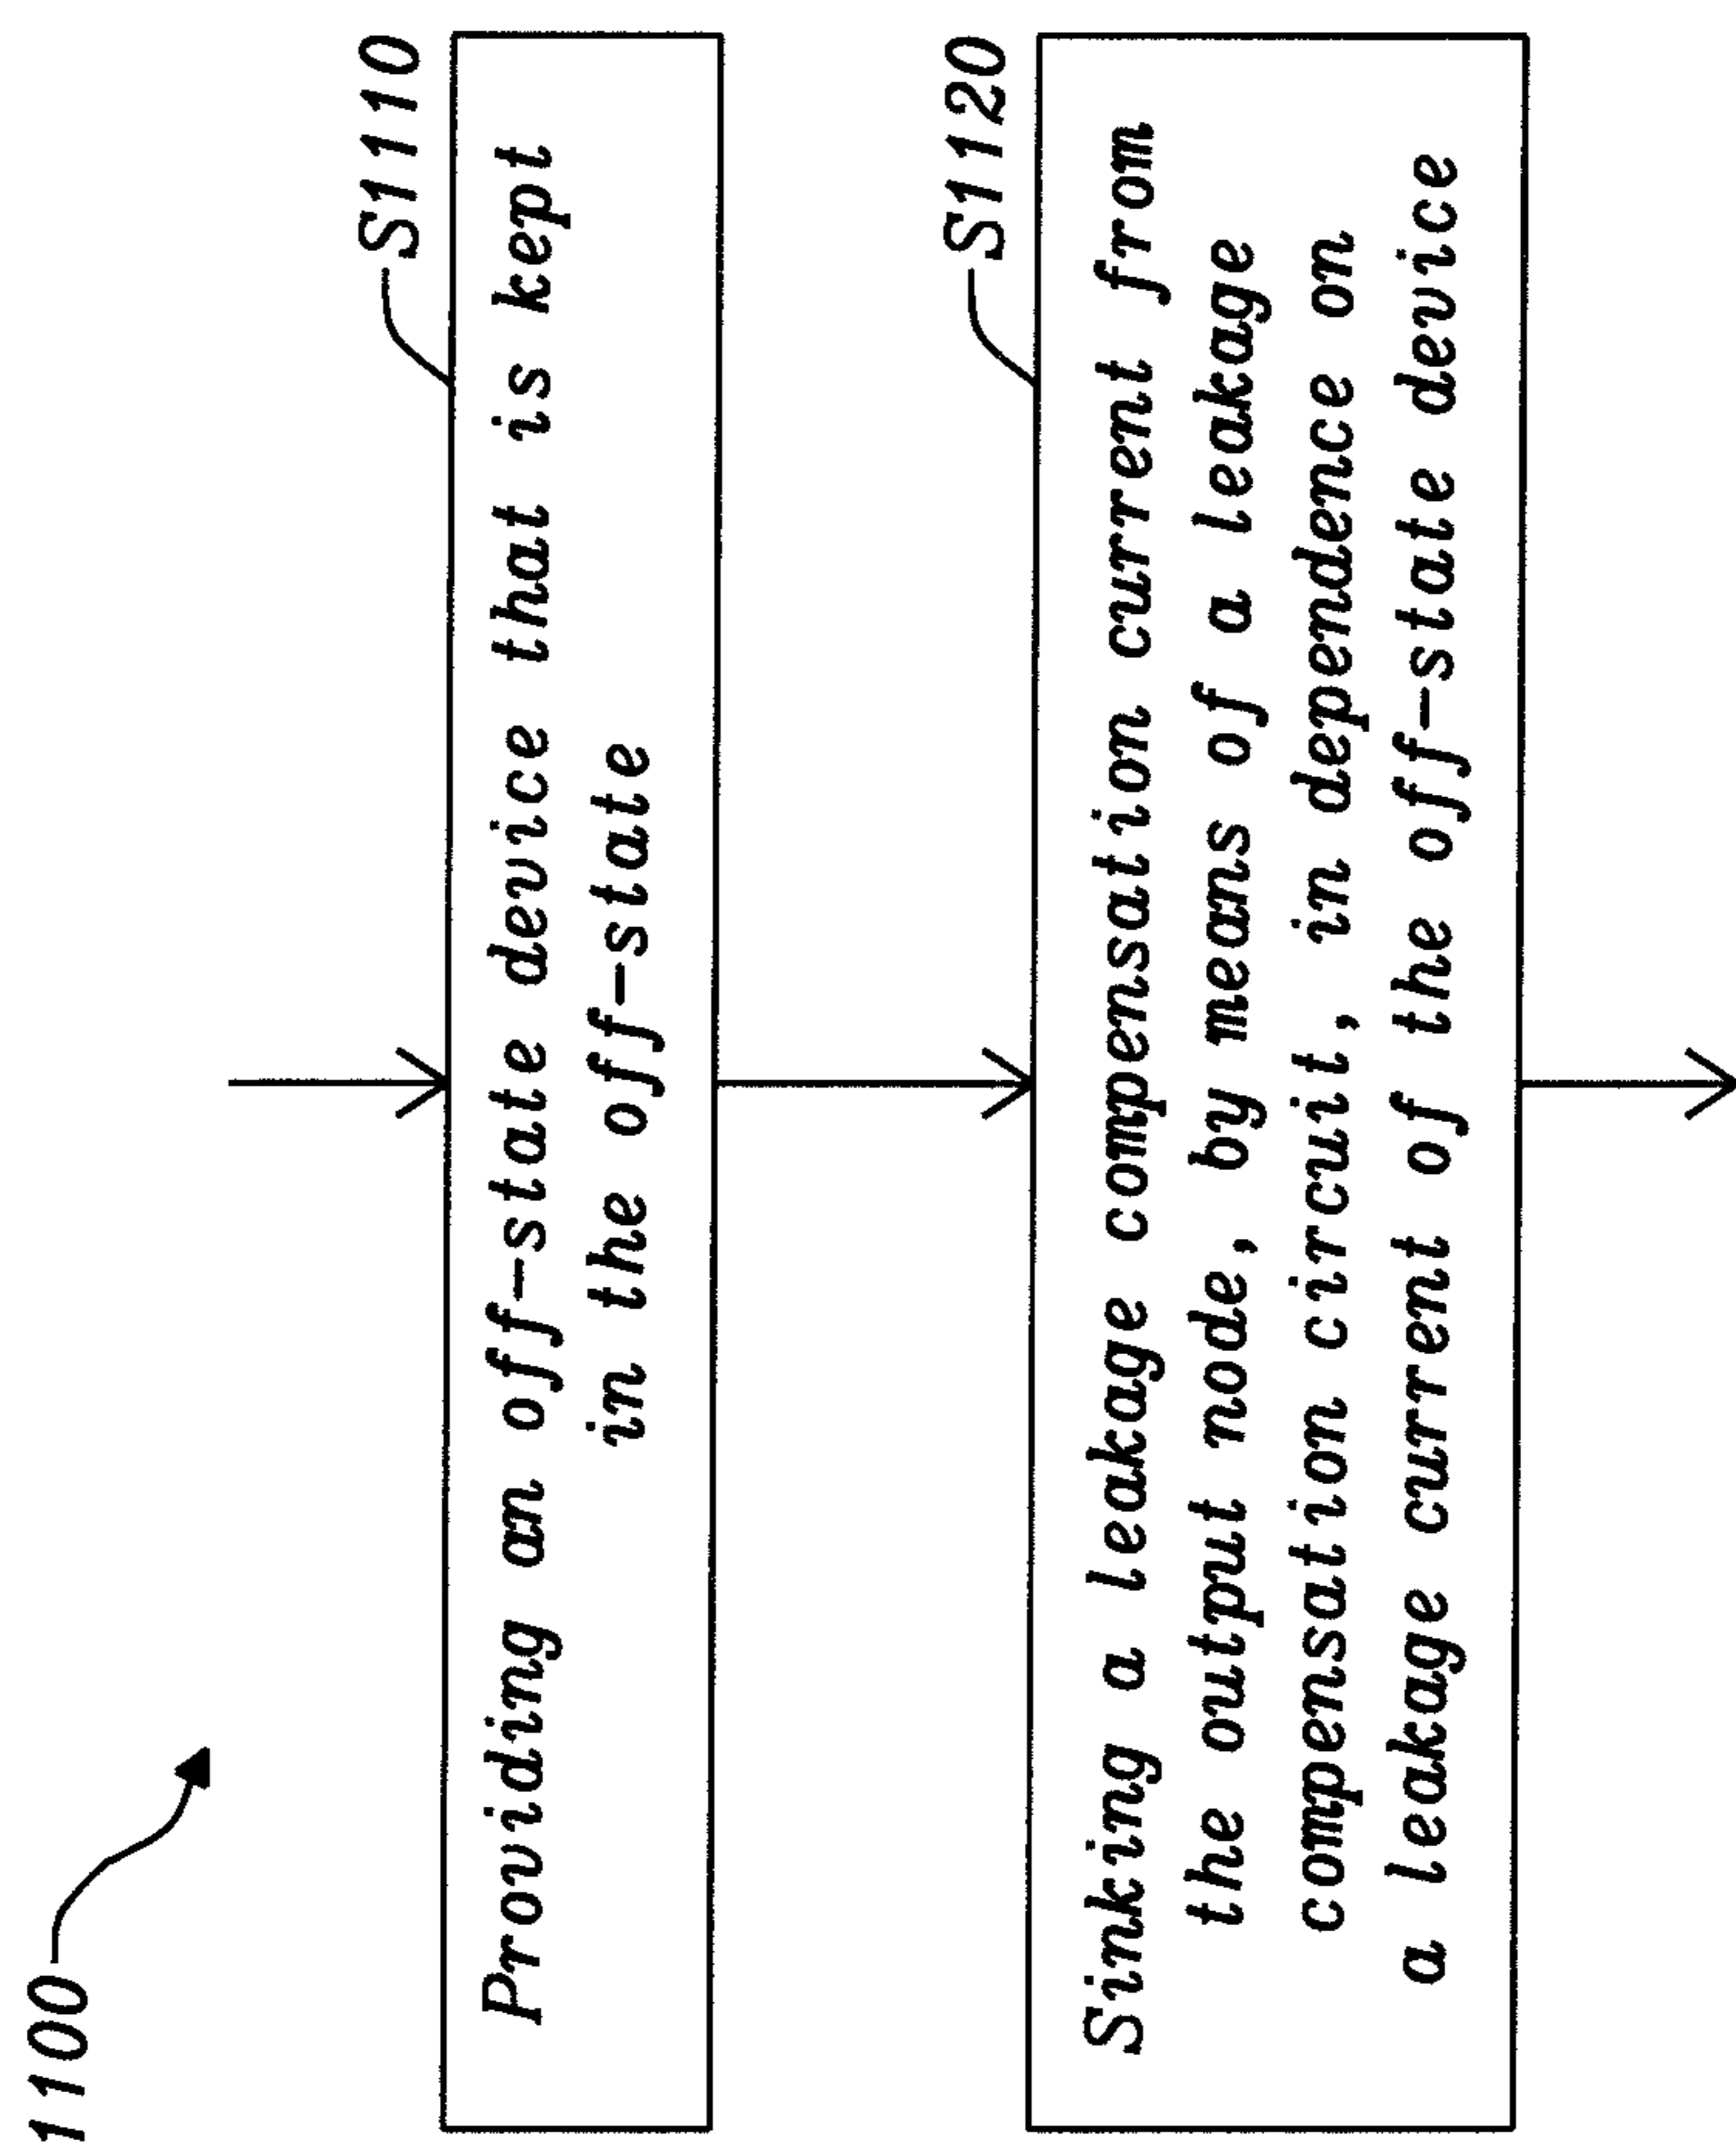 1100
S1110
Providing an off-state device that is kept
in the off-state
S1120
Sinking a leakage compensation current from
the output node, by means of a leakage
compensation circuit, in dependence on
a leakage current of the off-state device